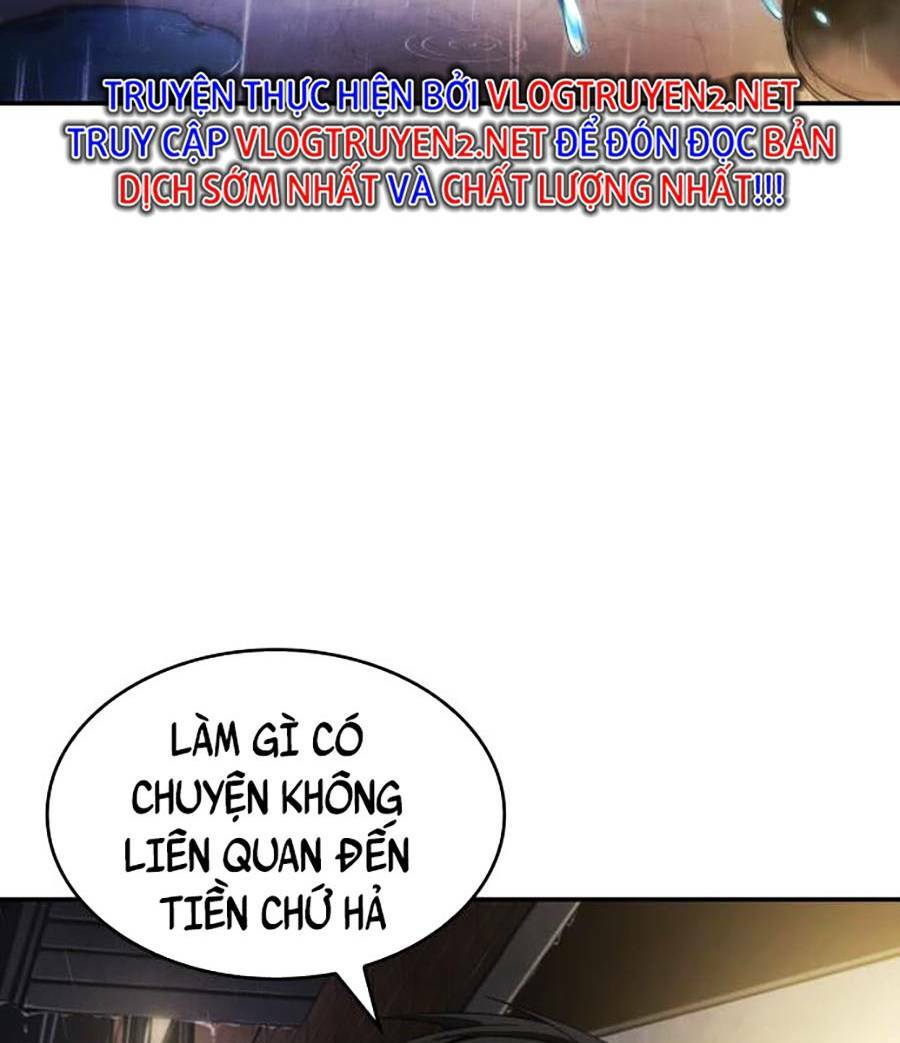 TRUYỆN THỰC HIỆN BỞI VLOGTRUYEN2.NET
TRUY CẬP VLOGTRUYEN2.NET ĐỂ ĐÓN ĐỌC BẢN
DỊCH SỚM NHẤT VÀ CHẤT LƯỢNG NHẤT!!!
LÀM GÌ CÓ
CHUYỆN KHÔNG
LIÊN QUAN ĐẾN
TIỀN CHỨ HẢ